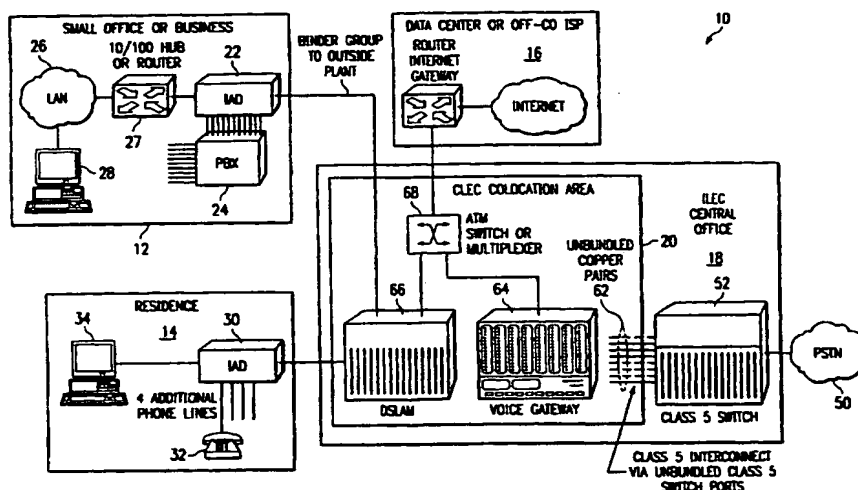 10
SMALL OFFICE OR BUSINESS
26
10/100 HUB
OR ROUTER
22
LAN
IAD
27
28
PBX
24
12
BINDER GROUP
TO OUTSIDE
PLANT
DATA CENTER OR OFF-CO ISP
ROUTER
INTERNET
GATEWAY
16
INTERNET
CLEC COLOCATION AREA
68
ATM
SWITCH OR
MULTIPLEXER
UNBUNDLED
COPPER
PAIRS
62
20
ILEC
CENTRAL
OFFICE
18
52
66
64
DSLAM
VOICE GATEWAY
CLASS 5 SWITCH
PSTN
50
RESIDENCE
34
14
30
IAD
4 ADDITIONAL
PHONE LINES
32
CLASS 5 INTERCONNECT
VIA UNBUNDLED CLASS 5
SWITCH PORTS